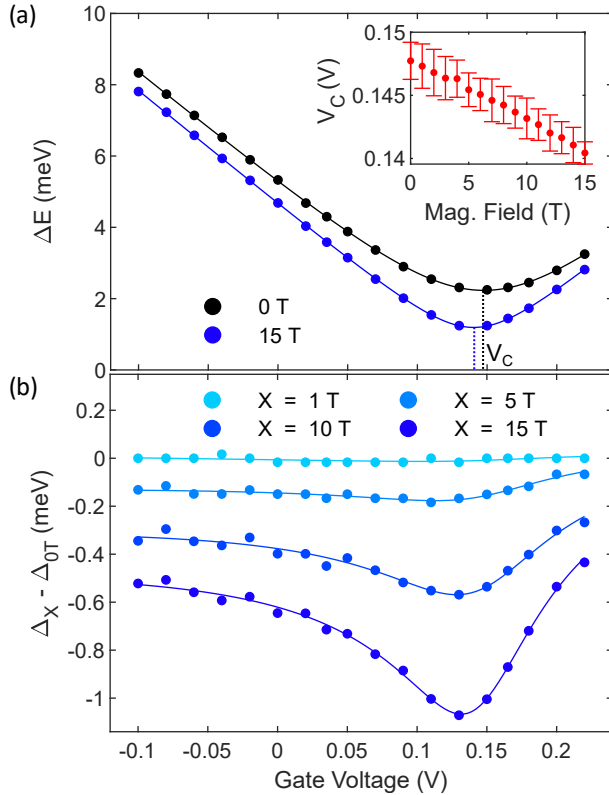 (a)
10
8
6
4
2
0
ΔE (meV)
0.15
0.145
0.14
V_C (V)
0 5 10 15
Mag. Field (T)
0 T
15 T
V_C
(b)
X = 1 T X = 5 T
X = 10 T X = 15 T
0.2
0
-0.2
-0.4
-0.6
-0.8
-1
Δ_X - Δ_0T (meV)
-0.1 -0.05 0 0.05 0.1 0.15 0.2
Gate Voltage (V)